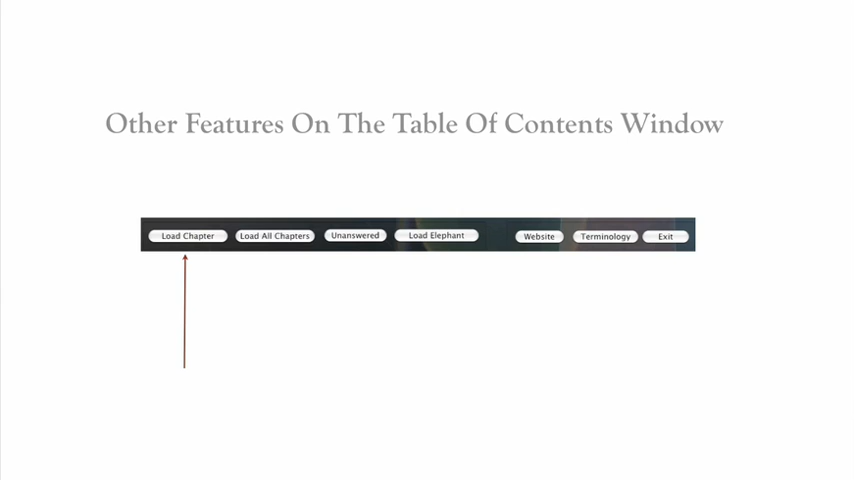 Other Features On The Table Of Contents Window
Load Chapter Load All Chapters Unanswered Load Elephant Website Terminology Exit